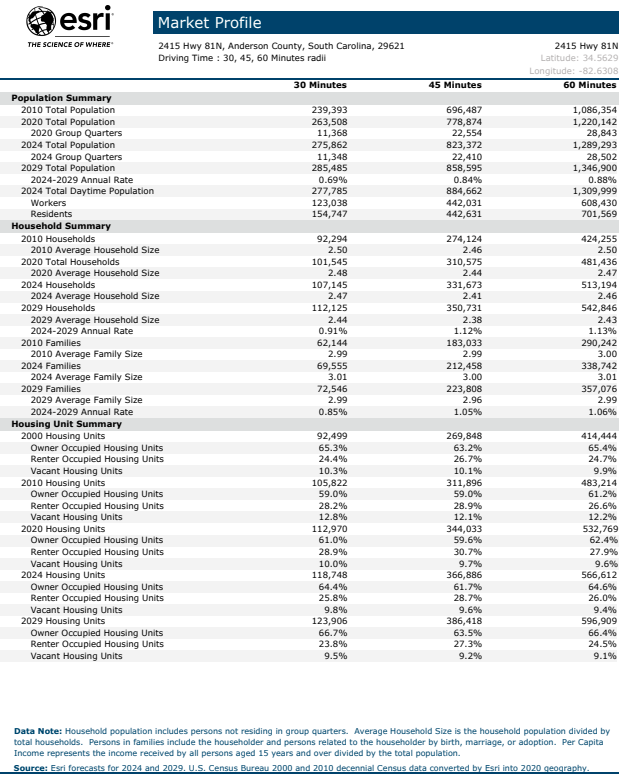 esri
THE SCIENCE OF WHERE®
Market Profile
2415 Hwy 81N, Anderson County, South Carolina, 29621 2415 Hwy 81N
Driving Time : 30, 45, 60 Minutes radii Latitude: 34.5629
Longitude: -82.6308
30 Minutes 45 Minutes 60 Minutes
Population Summary
2010 Total Population 239,393 696,487 1,086,354
2020 Total Population 263,508 778,874 1,220,142
2020 Group Quarters 11,368 22,554 28,843
2024 Total Population 275,862 823,372 1,289,293
2024 Group Quarters 11,348 22,410 28,502
2029 Total Population 285,485 858,595 1,346,900
2024-2029 Annual Rate 0.69% 0.84% 0.88%
2024 Total Daytime Population 277,785 884,662 1,309,999
Workers 123,038 442,031 608,430
Residents 154,747 442,631 701,569
Household Summary
2010 Households 92,294 274,124 424,255
2010 Average Household Size 2.50 2.46 2.50
2020 Total Households 101,545 310,575 481,436
2020 Average Household Size 2.48 2.44 2.47
2024 Households 107,145 331,673 513,194
2024 Average Household Size 2.47 2.41 2.46
2029 Households 112,125 350,731 542,846
2029 Average Household Size 2.44 2.38 2.43
2024-2029 Annual Rate 0.91% 1.12% 1.13%
2010 Families 62,144 183,033 290,242
2010 Average Family Size 2.99 2.99 3.00
2024 Families 69,555 212,458 338,742
2024 Average Family Size 3.01 3.00 3.01
2029 Families 72,546 223,808 357,076
2029 Average Family Size 2.99 2.96 2.99
2024-2029 Annual Rate 0.85% 1.05% 1.06%
Housing Unit Summary
2000 Housing Units 92,499 269,848 414,444
Owner Occupied Housing Units 65.3% 63.2% 65.4%
Renter Occupied Housing Units 24.4% 26.7% 24.7%
Vacant Housing Units 10.3% 10.1% 9.9%
2010 Housing Units 105,822 311,896 483,214
Owner Occupied Housing Units 59.0% 59.0% 61.2%
Renter Occupied Housing Units 28.2% 28.9% 26.6%
Vacant Housing Units 12.8% 12.1% 12.2%
2020 Housing Units 112,970 344,033 532,769
Owner Occupied Housing Units 61.0% 59.6% 62.4%
Renter Occupied Housing Units 28.9% 30.7% 27.9%
Vacant Housing Units 10.0% 9.7% 9.6%
2024 Housing Units 118,748 366,886 566,612
Owner Occupied Housing Units 64.4% 61.7% 64.6%
Renter Occupied Housing Units 25.8% 28.7% 26.0%
Vacant Housing Units 9.8% 9.6% 9.4%
2029 Housing Units 123,906 386,418 596,909
Owner Occupied Housing Units 66.7% 63.5% 66.4%
Renter Occupied Housing Units 23.8% 27.3% 24.5%
Vacant Housing Units 9.5% 9.2% 9.1%
Data Note: Household population includes persons not residing in group quarters. Average Household Size is the household population divided by
total households. Persons in families include the householder and persons related to the householder by birth, marriage, or adoption. Per Capita
Income represents the income received by all persons aged 15 years and over divided by the total population.
Source: Esri forecasts for 2024 and 2029. U.S. Census Bureau 2000 and 2010 decennial Census data converted by Esri into 2020 geography.